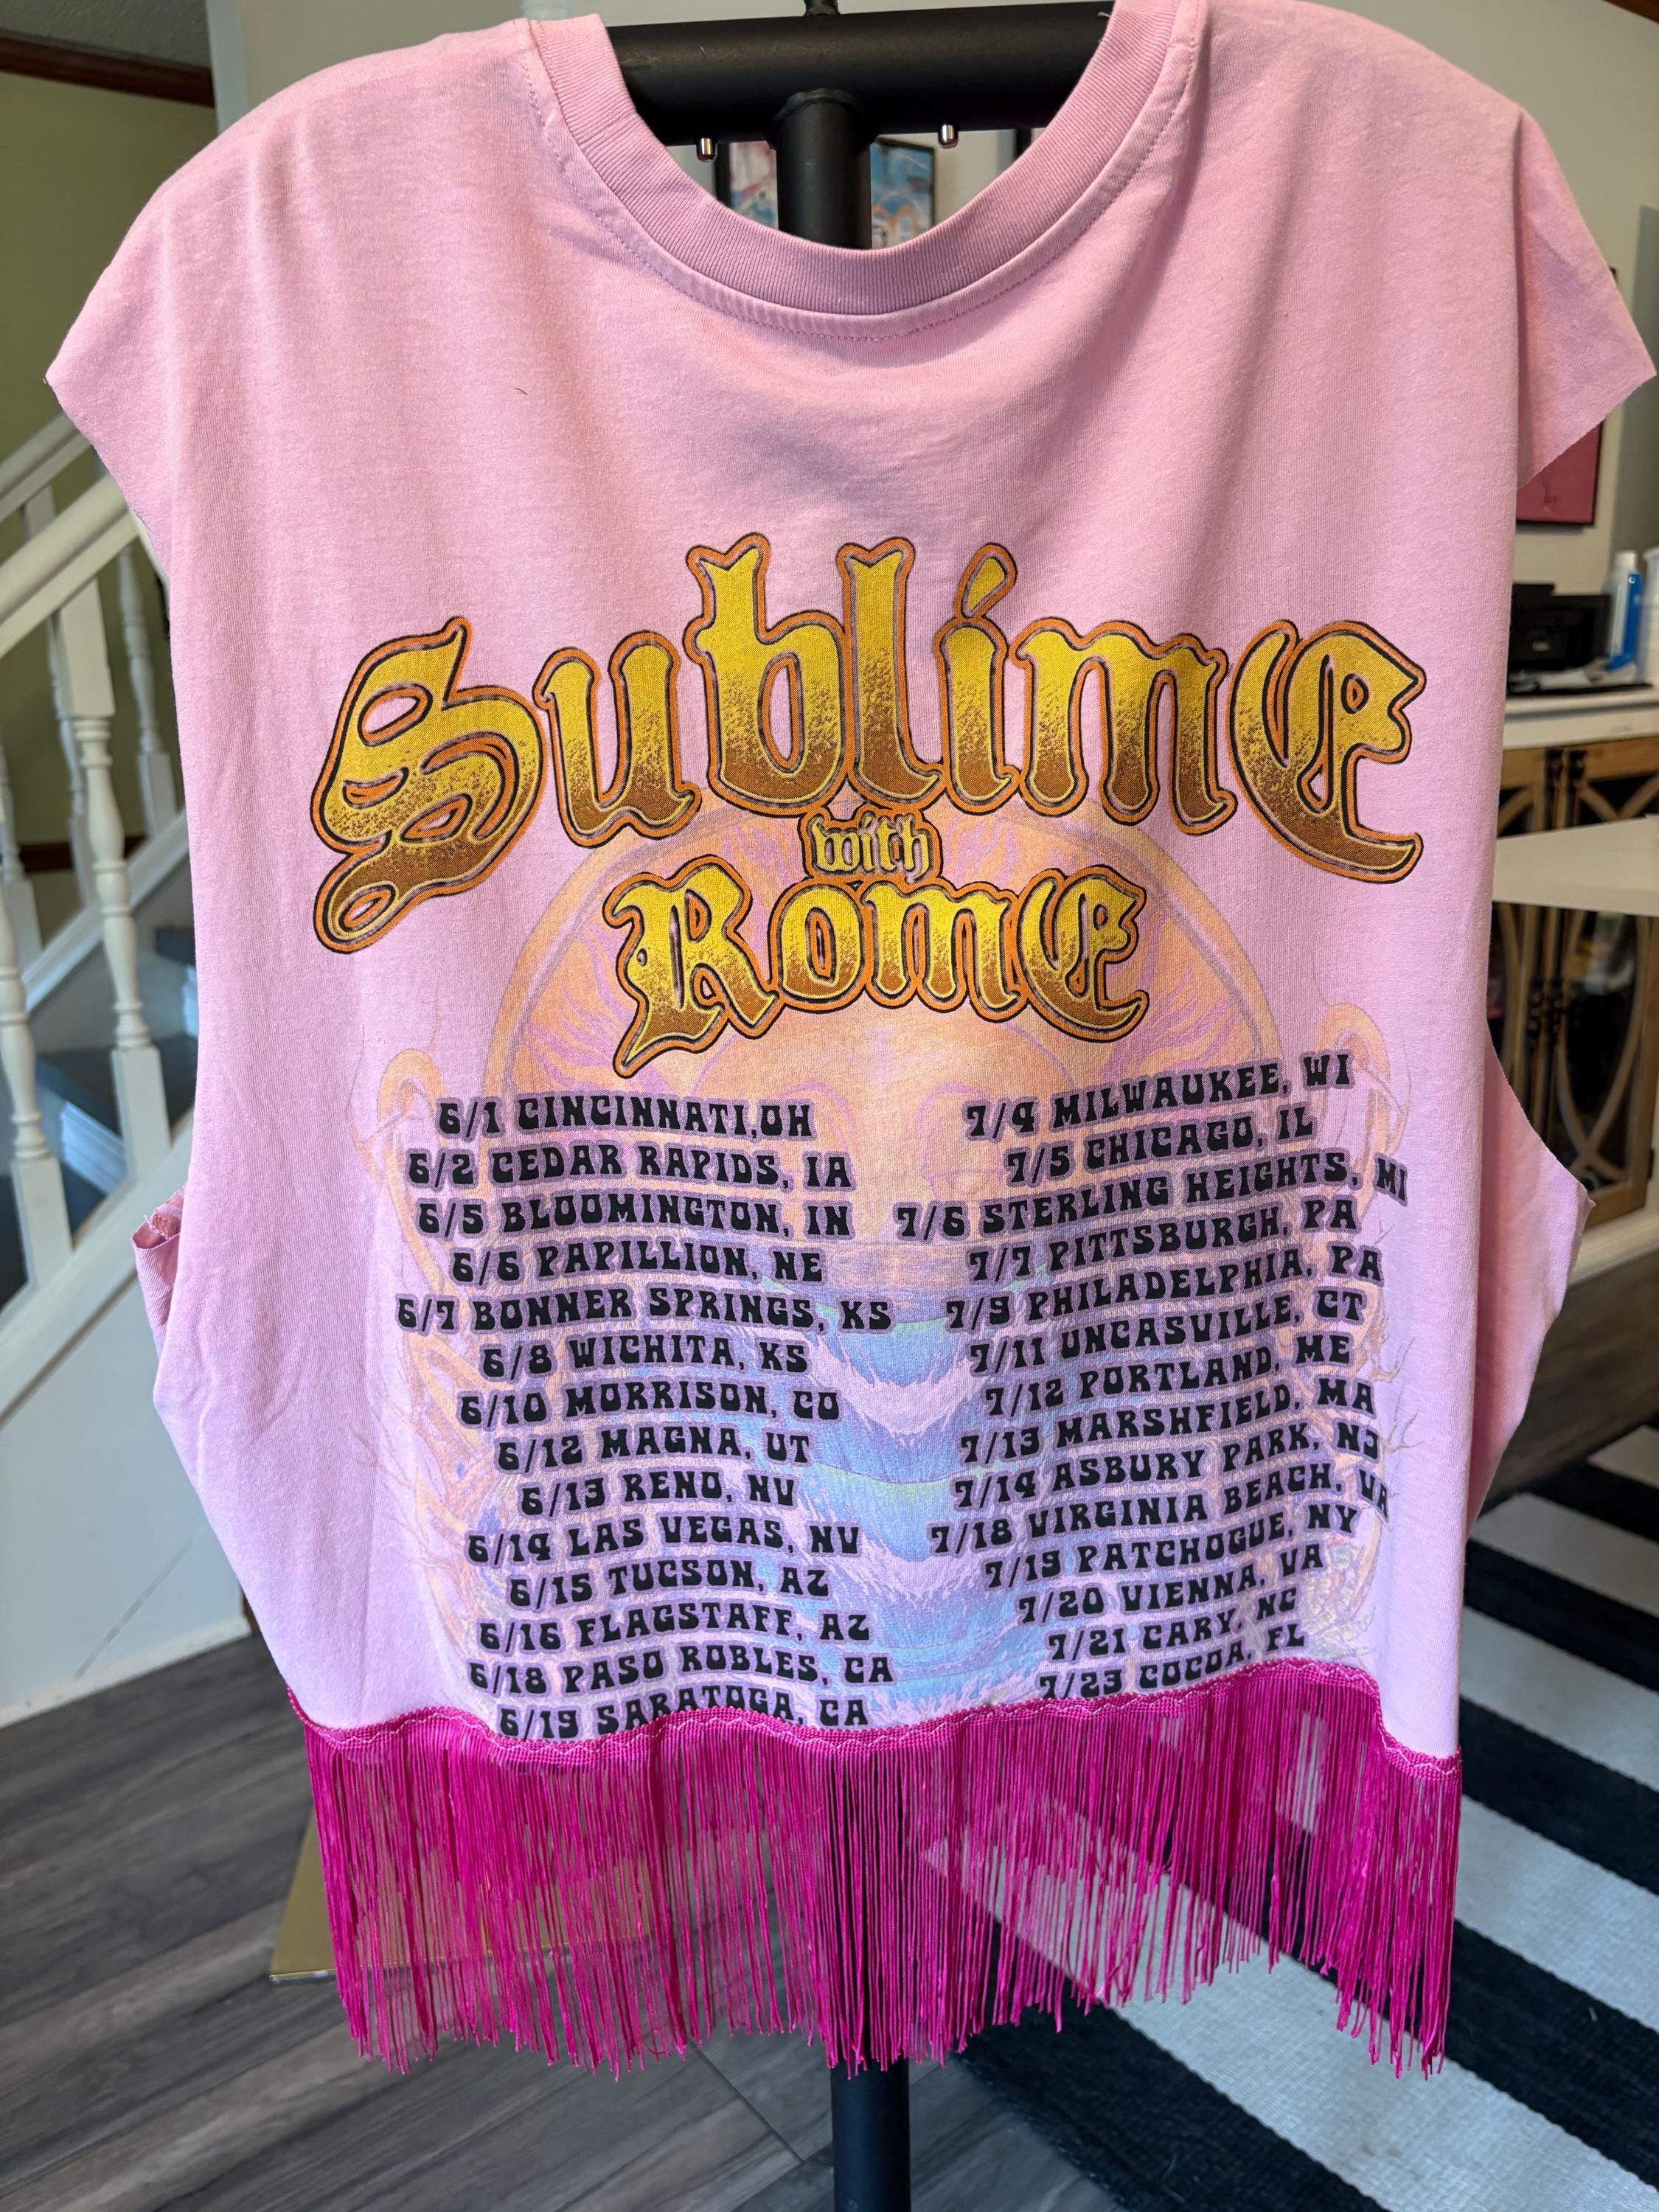 Sublime
with
Rome
6/1 CINCINNATI,OH
6/2 CEDAR RAPIDS, IA
6/5 BLOOMINGTON, IN
6/6 PAPILLION, NE
6/7 BONNER SPRINGS, KS
6/8 WICHITA, KS
6/10 MORRISON, CO
6/12 MAGNA, UT
6/13 RENO, NV
6/14 LAS VEGAS, NV
6/15 TUCSON, AZ
6/16 FLAGSTAFF, AZ
6/18 PASO ROBLES, CA
6/19 SARATOGA, CA
7/4 MILWAUKEE, WI
7/5 CHICAGO, IL
7/6 STERLING HEIGHTS, MI
7/7 PITTSBURGH, PA
7/9 PHILADELPHIA, PA
7/11 UNCASVILLE, CT
7/12 PORTLAND, ME
7/13 MARSHFIELD, MA
7/14 ASBURY PARK, NJ
7/18 VIRGINIA BEACH, VA
7/19 PATCHOGUE, NY
7/20 VIENNA, VA
7/21 CARY, NC
7/23 COCOA, FL